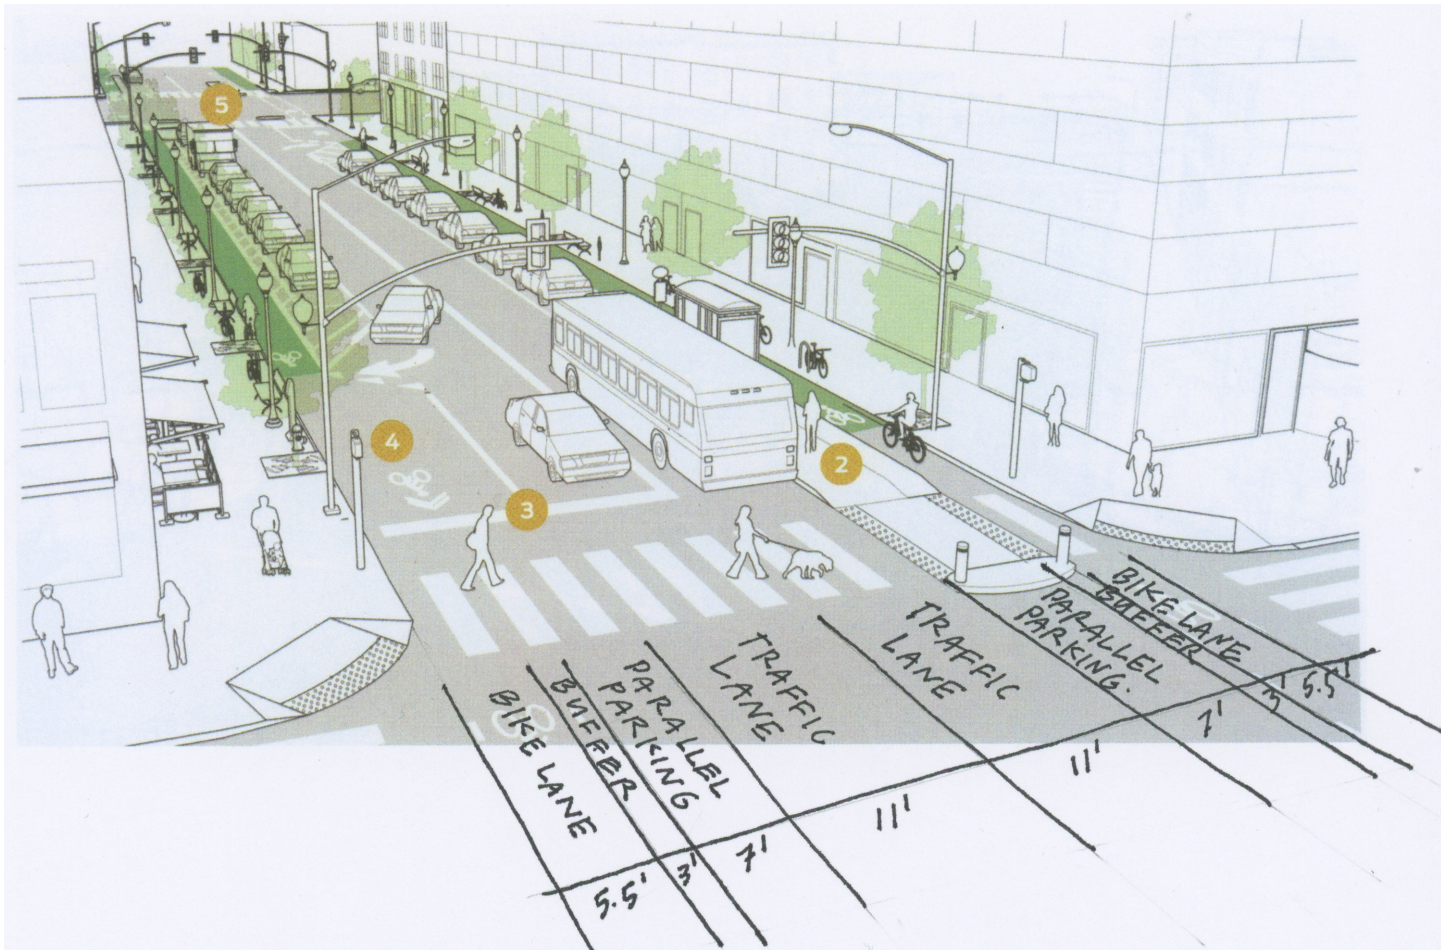 5
4
2
3
BIKE LANE
BUFFER
PARALLEL
PARKING
TRAFFIC
LANE
TRAFFIC
LANE
PARALLEL
PARKING.
BUFFER
BIKE LANE
5.5'
3'
7'
11'
11'
7'
3'
5.5'